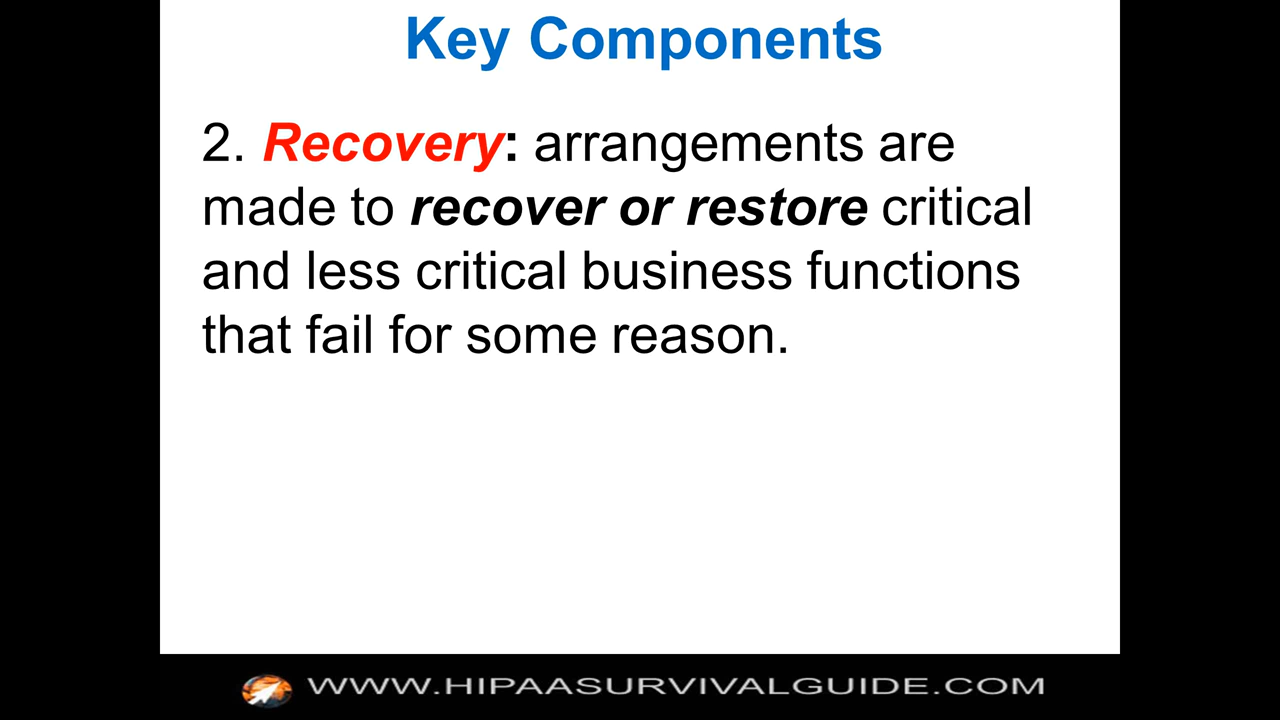 Key Components
2. Recovery: arrangements are
made to recover or restore critical
and less critical business functions
that fail for some reason.
WWW.HIPAASURVIVALGUIDE.COM